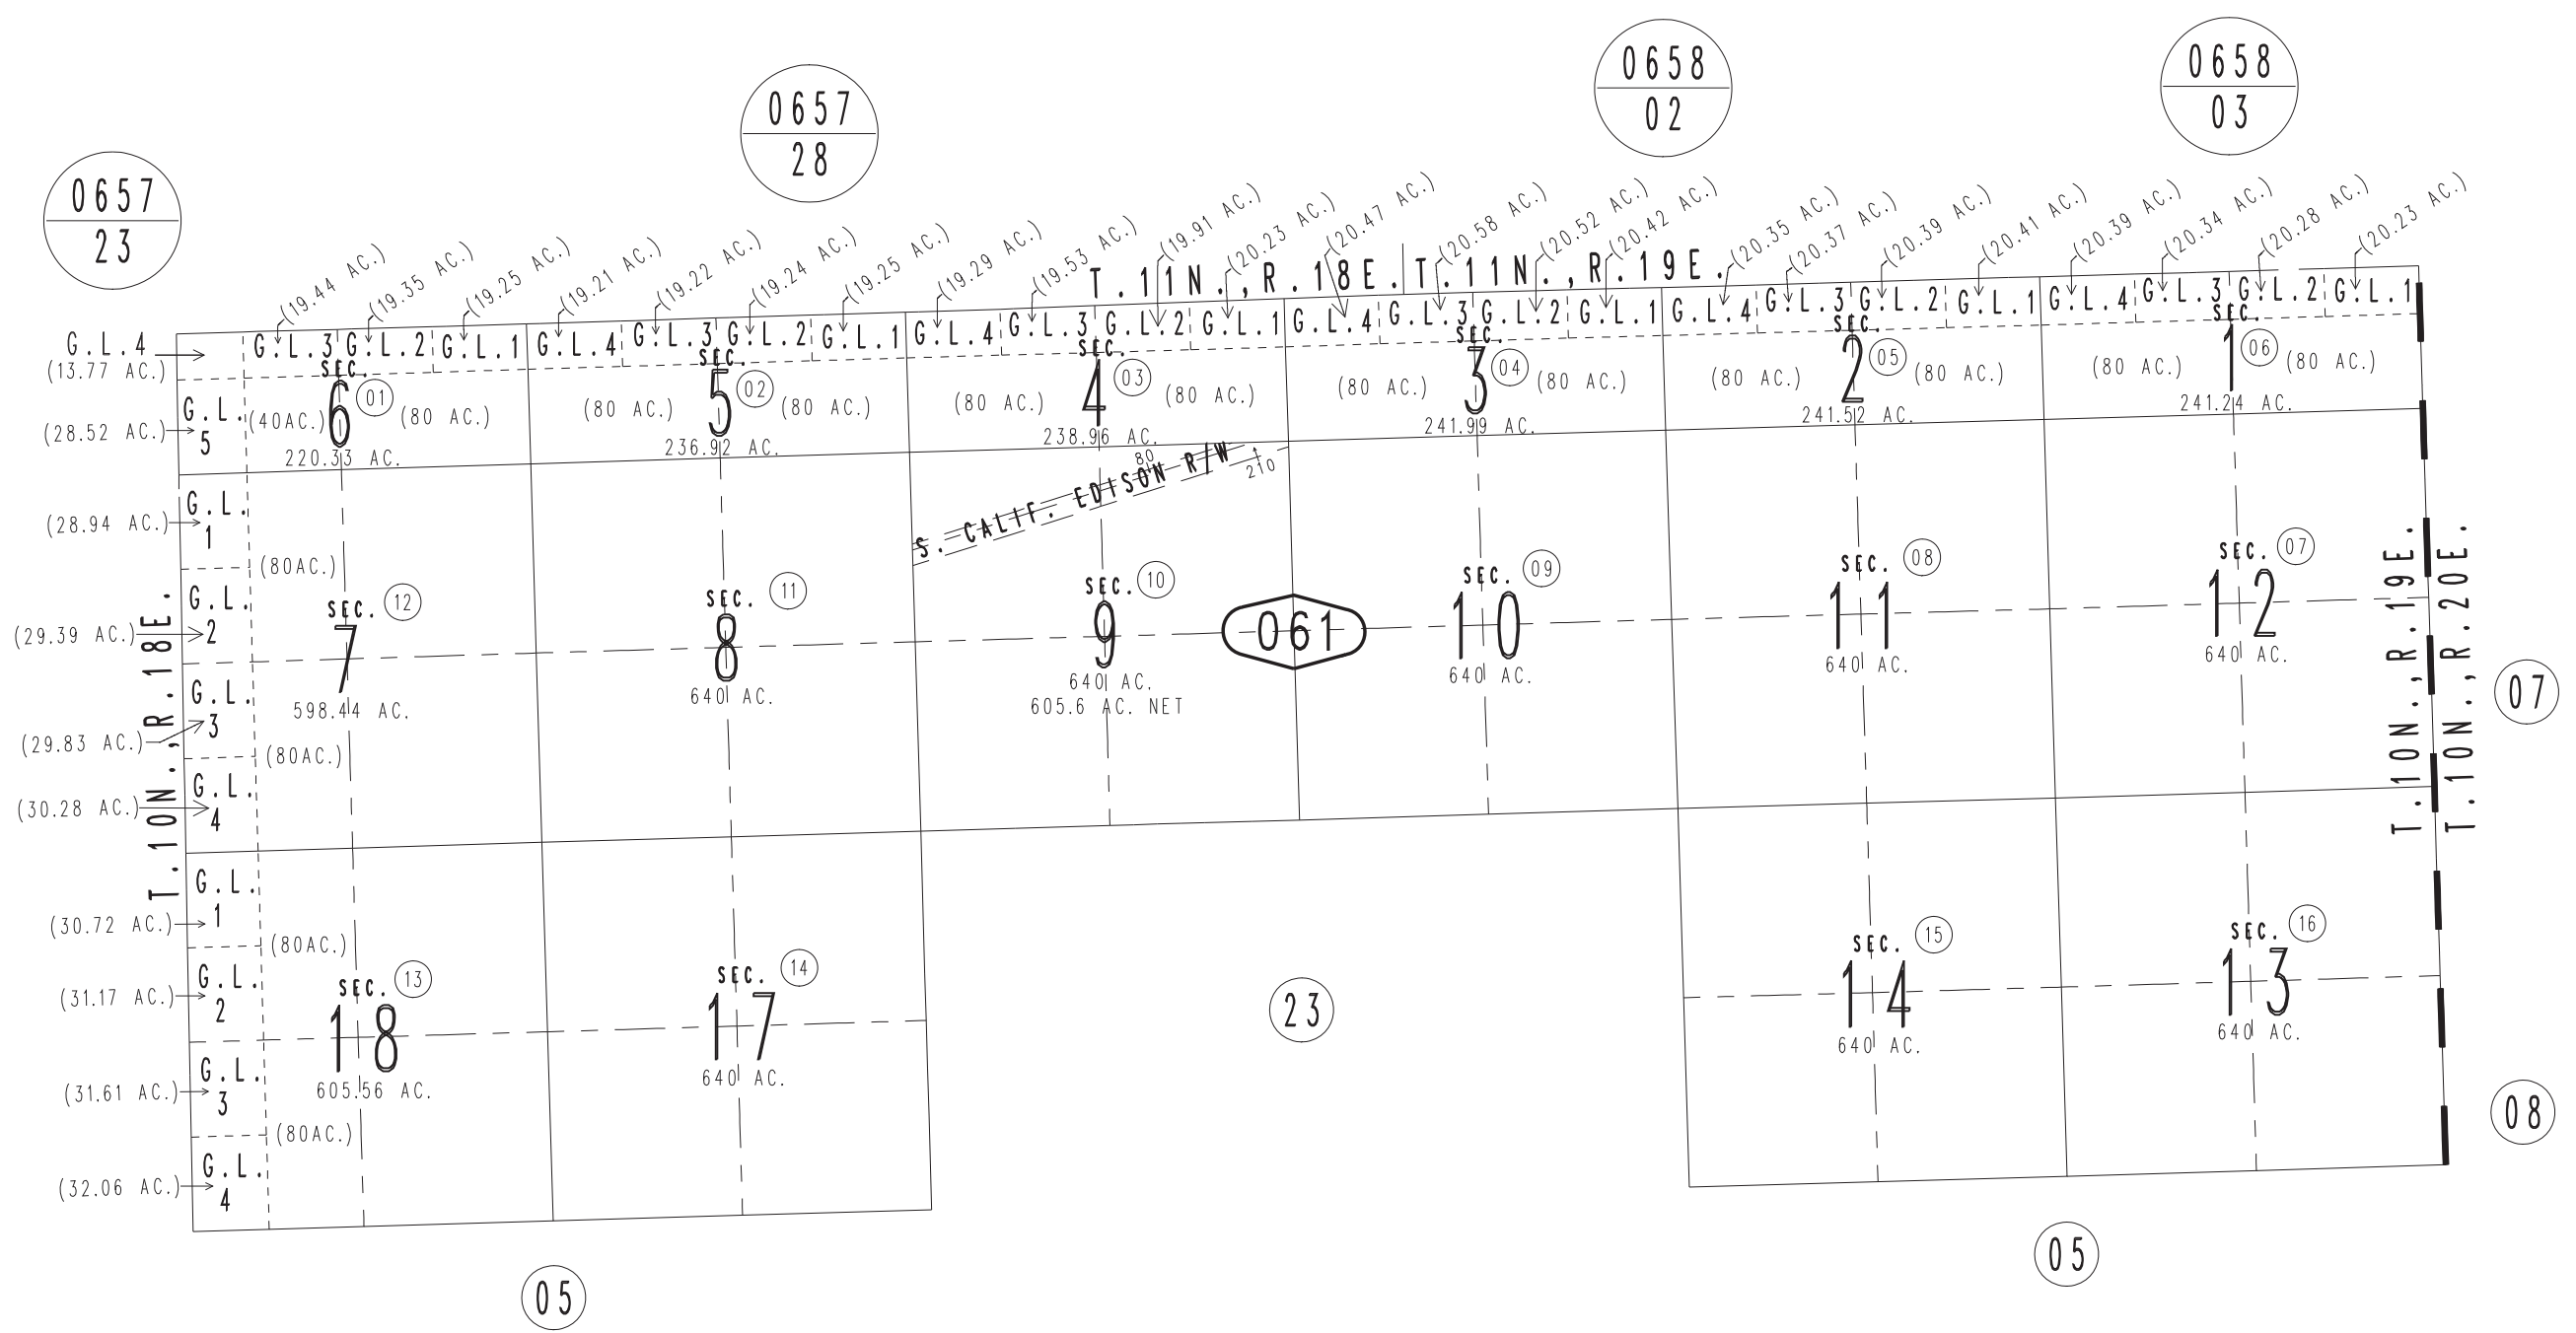 0657
23
0657
28
0658
02
0658
03
(19.44 AC.)
(19.35 AC.)
(19.25 AC.)
(19.21 AC.)
(19.22 AC.)
(19.24 AC.)
(19.25 AC.)
(19.29 AC.)
(19.53 AC.)
(19.91 AC.)
(20.23 AC.)
(20.47 AC.)
(20.58 AC.)
(20.52 AC.)
(20.42 AC.)
(20.35 AC.)
(20.37 AC.)
(20.39 AC.)
(20.41 AC.)
(20.39 AC.)
(20.34 AC.)
(20.28 AC.)
(20.23 AC.)
T.11N.,R.18E.
T.11N.,R.19E.
G.L.4
(13.77 AC.)
G.L.3
G.L.2
G.L.1
G.L.4
G.L.3
G.L.2
G.L.1
G.L.4
G.L.3
G.L.2
G.L.1
G.L.4
G.L.3
G.L.2
G.L.1
G.L.4
G.L.3
G.L.2
G.L.1
G.L.4
G.L.3
G.L.2
G.L.1
(28.52 AC.)
G.L.
5
(40AC.)
SEC.
6
01
(80 AC.)
220.33 AC.
(80 AC.)
SEC.
5
02
(80 AC.)
236.92 AC.
(80 AC.)
SEC.
4
03
(80 AC.)
238.96 AC.
(80 AC.)
SEC.
3
04
(80 AC.)
241.99 AC.
(80 AC.)
SEC.
2
05
(80 AC.)
241.52 AC.
(80 AC.)
SEC.
1
06
(80 AC.)
241.24 AC.
S. CALIF. EDISON R/W
80
210
T.10N.,R.18E.
(28.94 AC.)
G.L.
1
(80AC.)
(29.39 AC.)
G.L.
2
(29.83 AC.)
G.L.
3
(80AC.)
(30.28 AC.)
G.L.
4
SEC.
7
12
598.44 AC.
SEC.
8
11
640 AC.
SEC.
9
10
640 AC.
605.6 AC. NET
061
SEC.
10
09
640 AC.
SEC.
11
08
640 AC.
SEC.
12
07
640 AC.
T.10N.,R.19E.
T.10N.,R.20E.
07
(30.72 AC.)
G.L.
1
(80AC.)
(31.17 AC.)
G.L.
2
(31.61 AC.)
G.L.
3
(80AC.)
(32.06 AC.)
G.L.
4
SEC.
18
13
605.56 AC.
SEC.
17
14
640 AC.
23
SEC.
14
15
640 AC.
SEC.
13
16
640 AC.
08
05
05